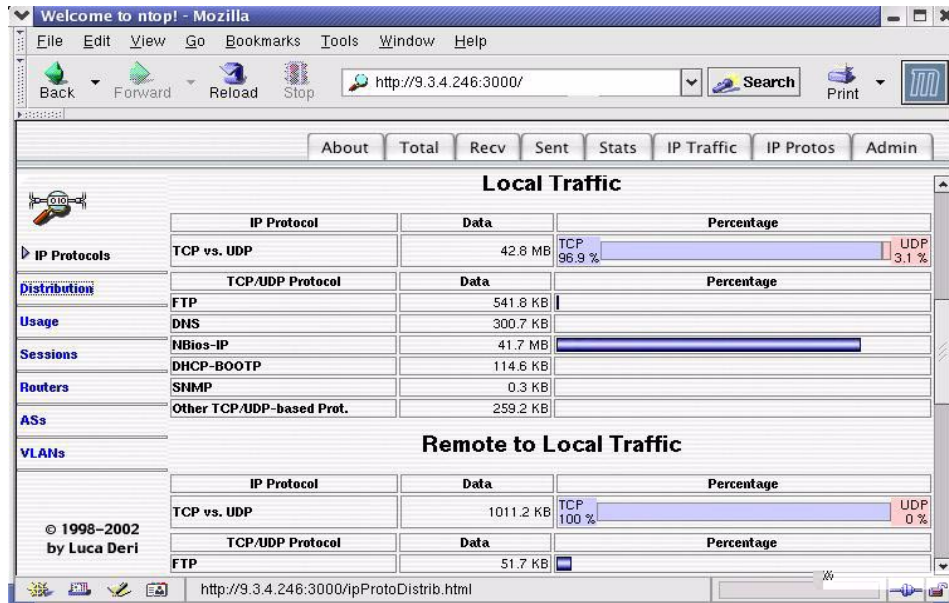 Welcome to ntop! - Mozilla
File Edit View Go Bookmarks Tools Window Help
Back Forward Reload Stop http://9.3.4.246:3000/ Search Print
About Total Recv Sent Stats IP Traffic IP Protos Admin
IP Protocols
Distribution
Usage
Sessions
Routers
ASs
VLANs
© 1998-2002
by Luca Deri
Local Traffic
IP Protocol Data Percentage
TCP vs. UDP 42.8 MB TCP 96.9 % UDP 3.1 %
TCP/UDP Protocol Data Percentage
FTP 541.8 KB
DNS 300.7 KB
NBios-IP 41.7 MB
DHCP-BOOTP 114.6 KB
SNMP 0.3 KB
Other TCP/UDP-based Prot. 259.2 KB
Remote to Local Traffic
IP Protocol Data Percentage
TCP vs. UDP 1011.2 KB TCP 100 % UDP 0 %
TCP/UDP Protocol Data Percentage
FTP 51.7 KB
http://9.3.4.246:3000/ipProtoDistrib.html